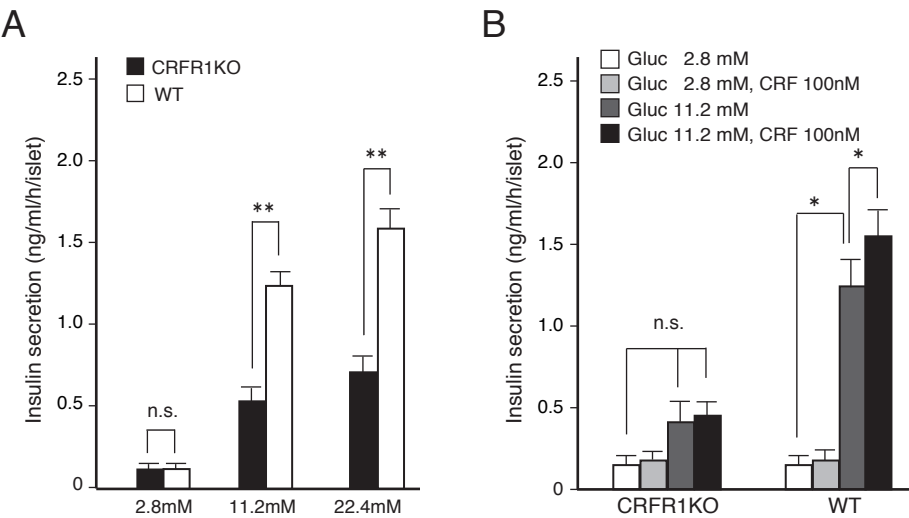 A
CRFR1KO
WT
Insulin secretion (ng/ml/h/islet)
2.5
2.0
1.5
1.0
0.5
0
n.s.
**
**
2.8mM
11.2mM
22.4mM
B
Gluc 2.8 mM
Gluc 2.8 mM, CRF 100nM
Gluc 11.2 mM
Gluc 11.2 mM, CRF 100nM
Insulin secretion (ng/ml/h/islet)
2.5
2.0
1.5
1.0
0.5
0
n.s.
*
*
CRFR1KO
WT